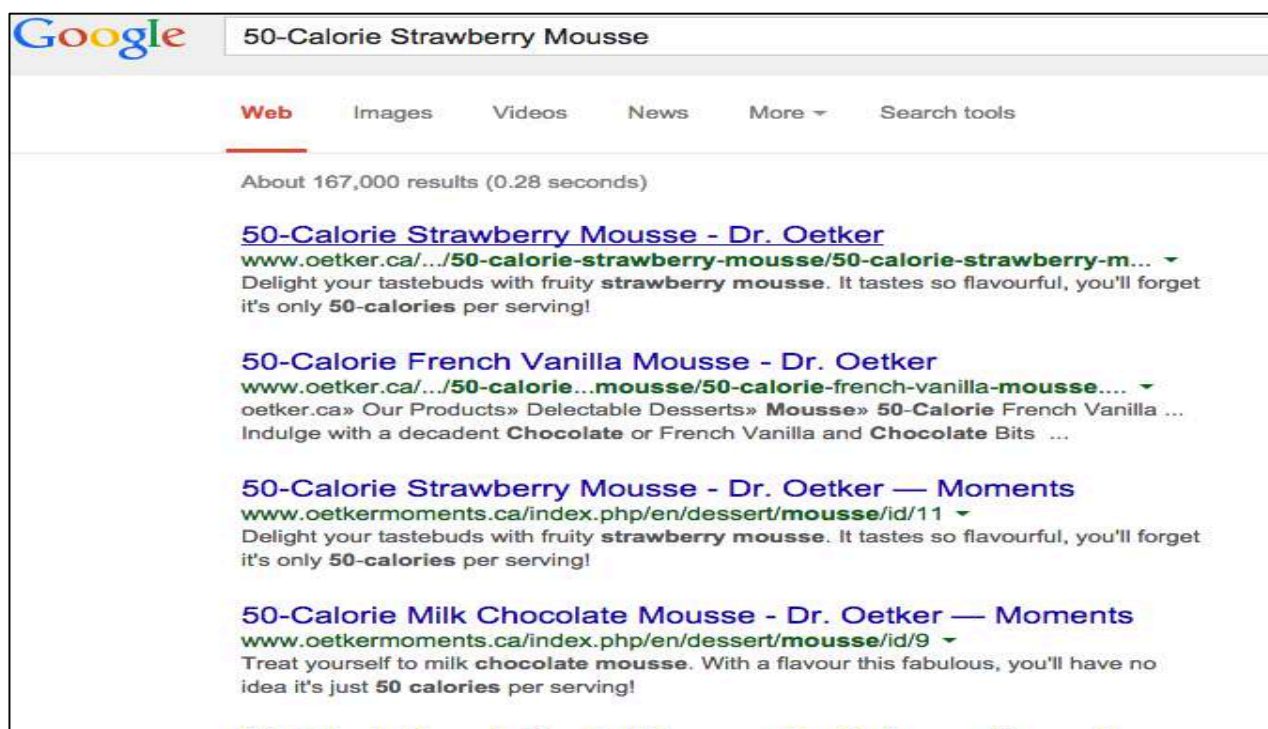 Google 50-Calorie Strawberry Mousse
Web Images Videos News More Search tools
About 167,000 results (0.28 seconds)
50-Calorie Strawberry Mousse - Dr. Oetker
www.oetker.ca/.../50-calorie-strawberry-mousse/50-calorie-strawberry-m...
Delight your tastebuds with fruity strawberry mousse. It tastes so flavourful, you'll forget
it's only 50-calories per serving!
50-Calorie French Vanilla Mousse - Dr. Oetker
www.oetker.ca/.../50-calorie...mousse/50-calorie-french-vanilla-mousse....
oetker.ca» Our Products» Delectable Desserts» Mousse» 50-Calorie French Vanilla ...
Indulge with a decadent Chocolate or French Vanilla and Chocolate Bits ...
50-Calorie Strawberry Mousse - Dr. Oetker — Moments
www.oetkermoments.ca/index.php/en/dessert/mousse/id/11
Delight your tastebuds with fruity strawberry mousse. It tastes so flavourful, you'll forget
it's only 50-calories per serving!
50-Calorie Milk Chocolate Mousse - Dr. Oetker — Moments
www.oetkermoments.ca/index.php/en/dessert/mousse/id/9
Treat yourself to milk chocolate mousse. With a flavour this fabulous, you'll have no
idea it's just 50 calories per serving!